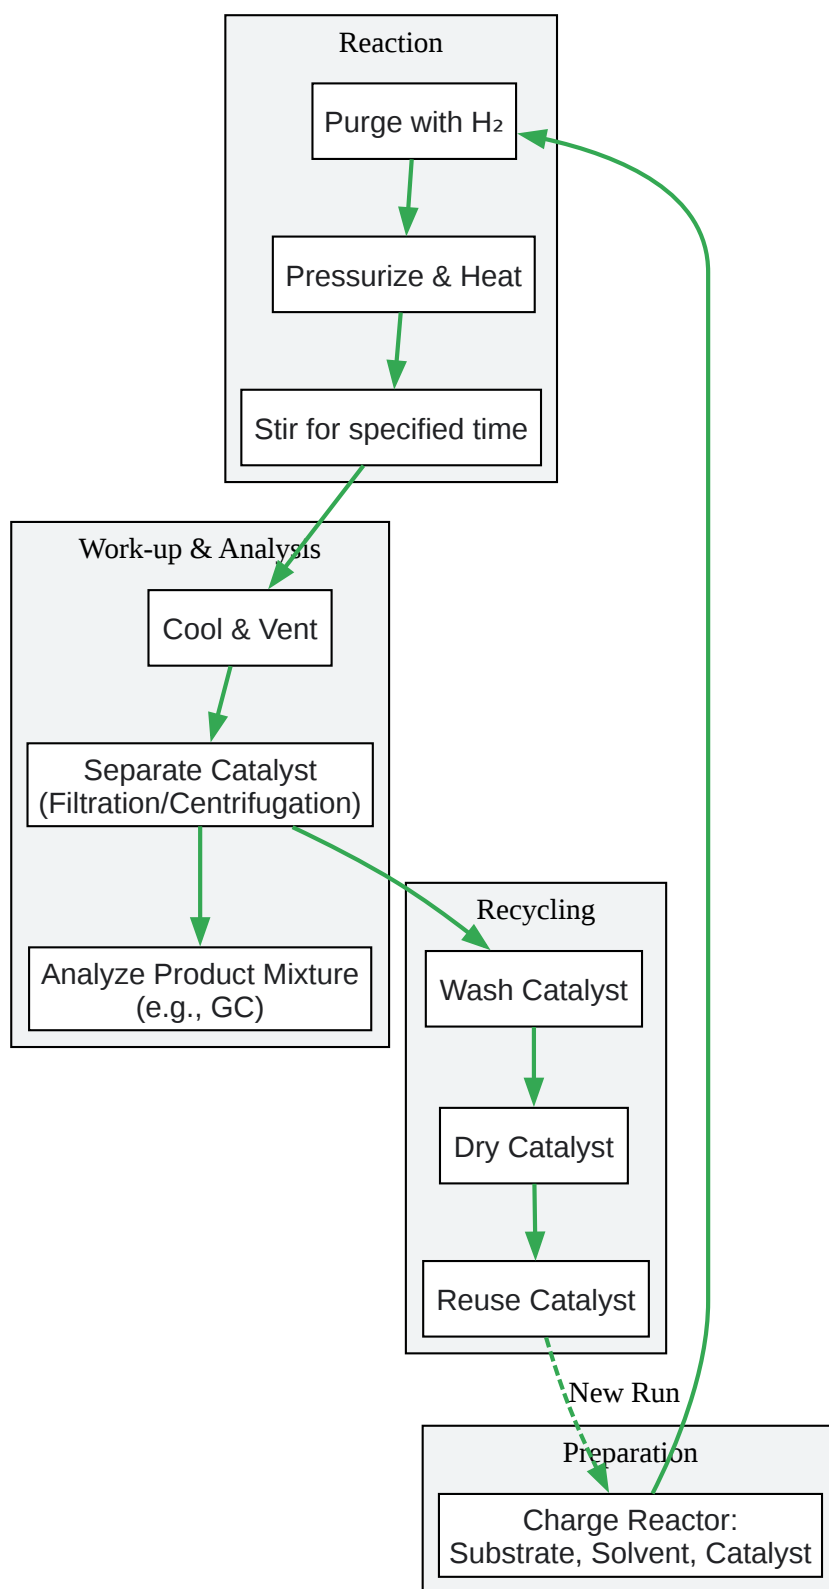 Reaction
Purge with H₂
Pressurize & Heat
Stir for specified time
Work-up & Analysis
Cool & Vent
Separate Catalyst
(Filtration/Centrifugation)
Analyze Product Mixture
(e.g., GC)
Recycling
Wash Catalyst
Dry Catalyst
Reuse Catalyst
New Run
Preparation
Charge Reactor:
Substrate, Solvent, Catalyst